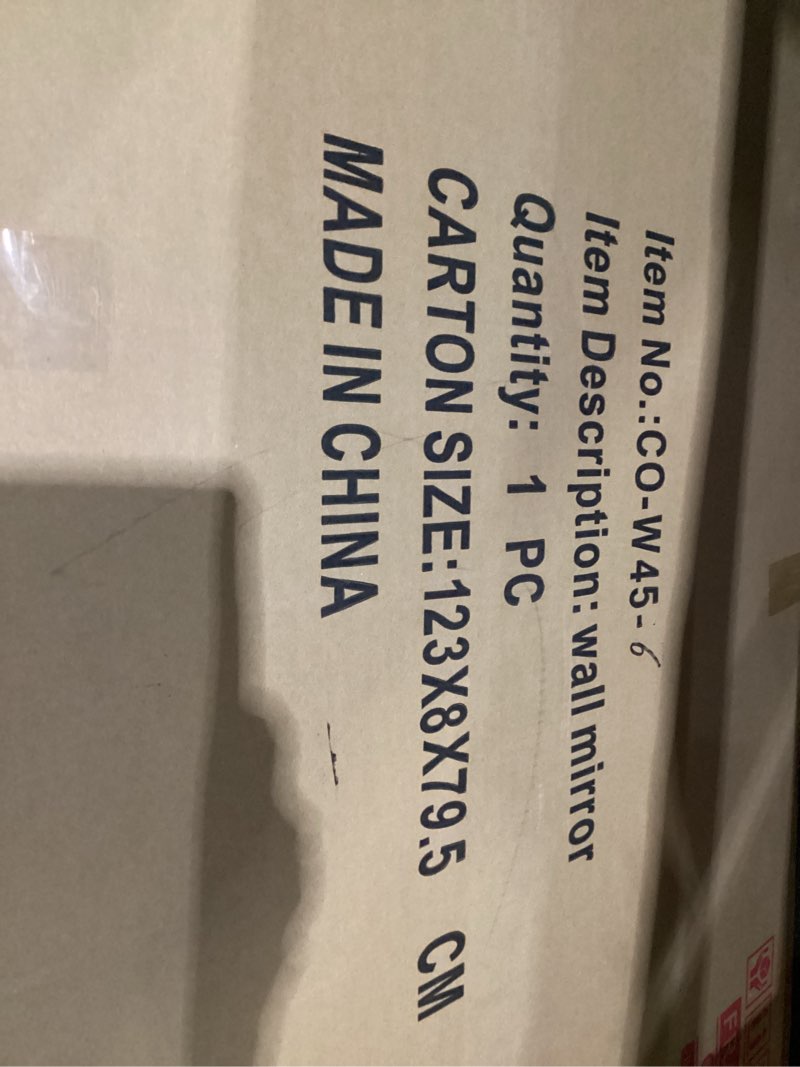 Item No.:CO-W45-6
Item Description: wall mirror
Quantity: 1 PC
CARTON SIZE:123X8X79.5 CM
MADE IN CHINA